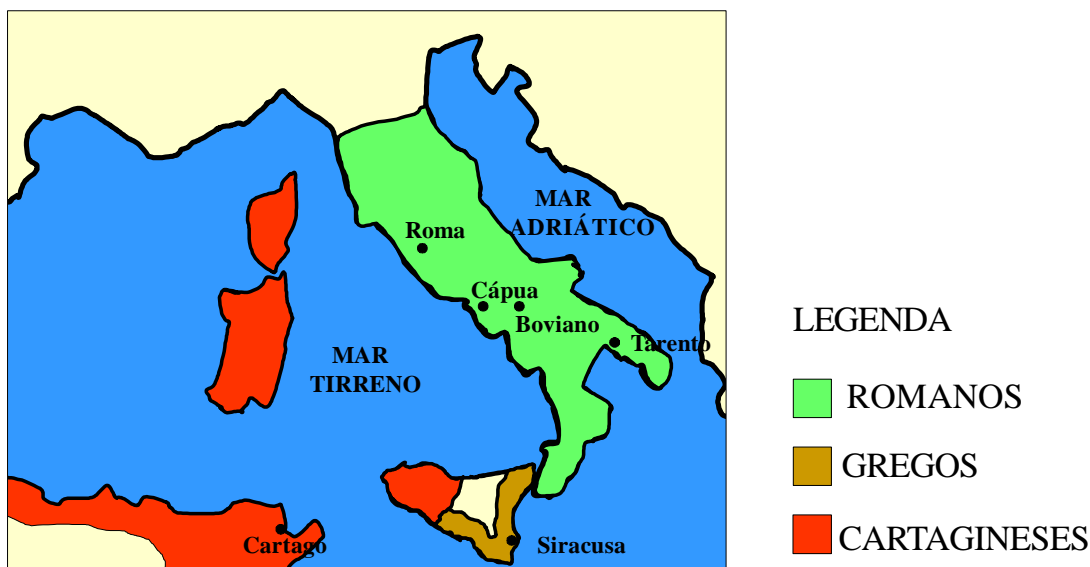 MAR
ADRIÁTICO
Roma
Cápua
Boviano
Tarento
MAR
TIRRENO
Cartago
Siracusa
LEGENDA
ROMANOS
GREGOS
CARTAGINESES